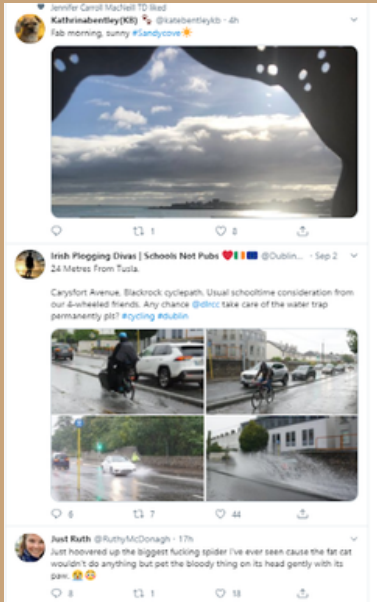 Jennifer Carroll MacNeill TD liked
Kathrinabentley(KB) @katebentleykb · 4h
Fab morning, sunny #Sandycove
1 8
Irish Plogging Divas | Schools Not Pubs @Dublin... · Sep 2
24 Metres From Tusla.
Carysfort Avenue, Blackrock cyclepath. Usual schooltime consideration from
our 4-wheeled friends. Any chance @dlrcc take care of the water trap
permanently pls? #cycling #dublin
6 7 44
Just Ruth @RuthyMcDonagh · 17h
Just hoovered up the biggest fucking spider I've ever seen cause the fat cat
wouldn't do anything but pet the bloody thing on its head gently with its
paw. 😭😳
8 1 18